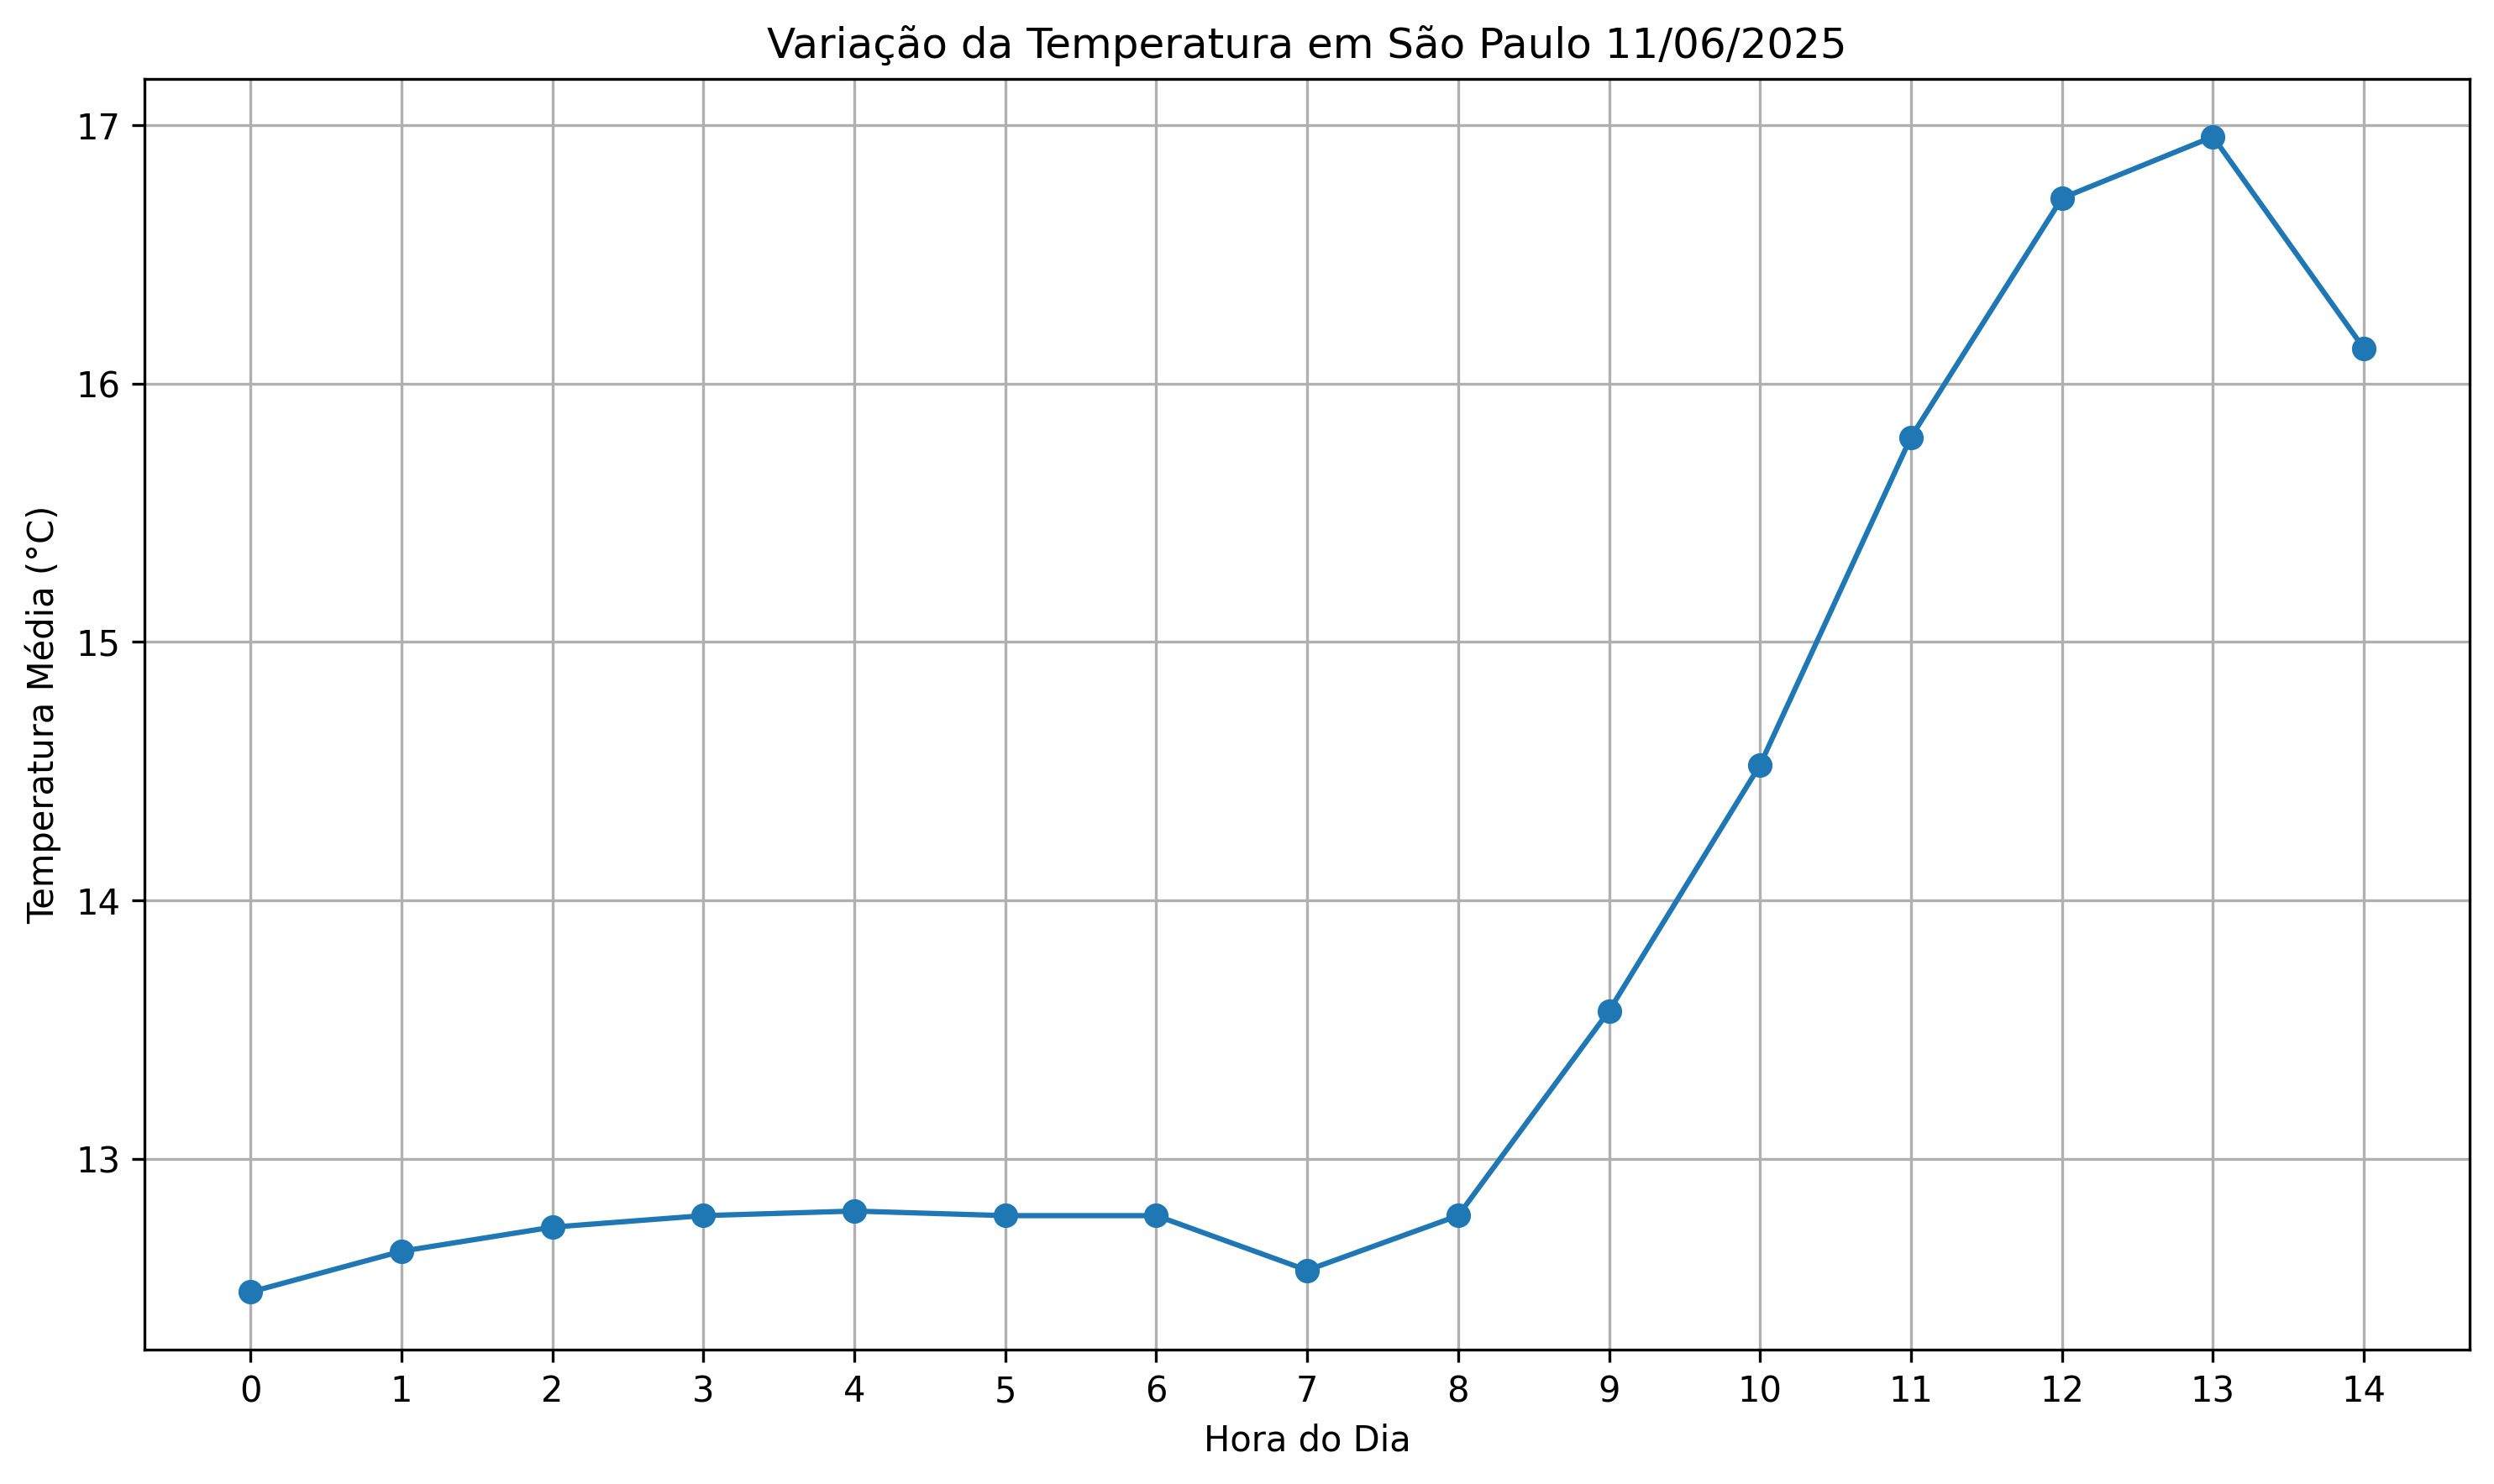 Variação da Temperatura em São Paulo 11/06/2025
Temperatura Média (°C)
17
16
15
14
13
0 1 2 3 4 5 6 7 8 9 10 11 12 13 14
Hora do Dia